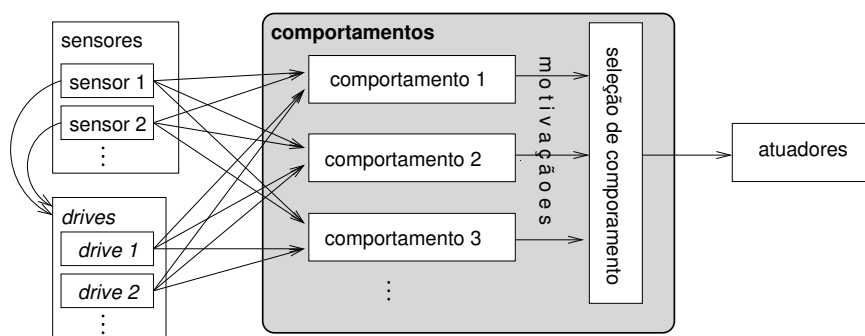 sensores
sensor 1
sensor 2
⋮
drives
drive 1
drive 2
⋮
comportamentos
comportamento 1
comportamento 2
comportamento 3
⋮
motivaçãoes
seleção de comporamento
atuadores